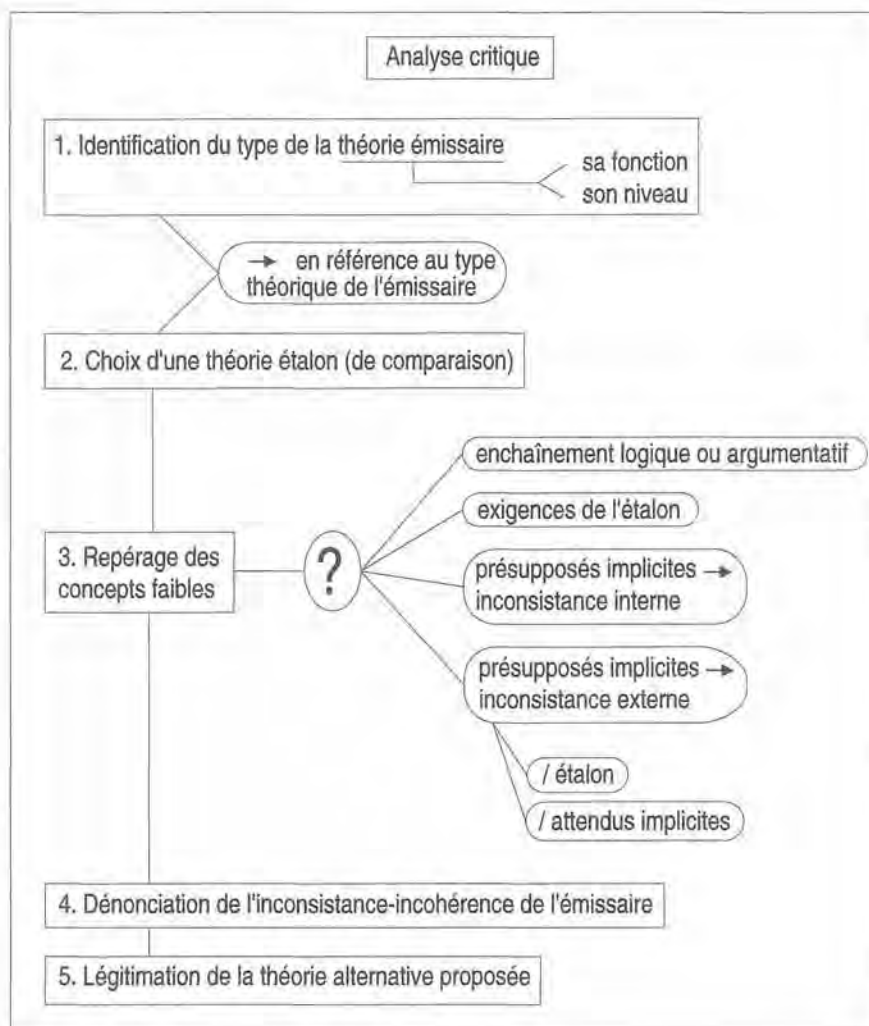 Analyse critique
1. Identification du type de la théorie émissaire
sa fonction
son niveau
→ en référence au type
théorique de l'émissaire
2. Choix d'une théorie étalon (de comparaison)
enchaînement logique ou argumentatif
exigences de l'étalon
3. Repérage des
concepts faibles
?
présupposés implicites →
inconsistance interne
présupposés implicites →
inconsistance externe
/ étalon
/ attendus implicites
4. Dénonciation de l'inconsistance-incohérence de l'émissaire
5. Légitimation de la théorie alternative proposée